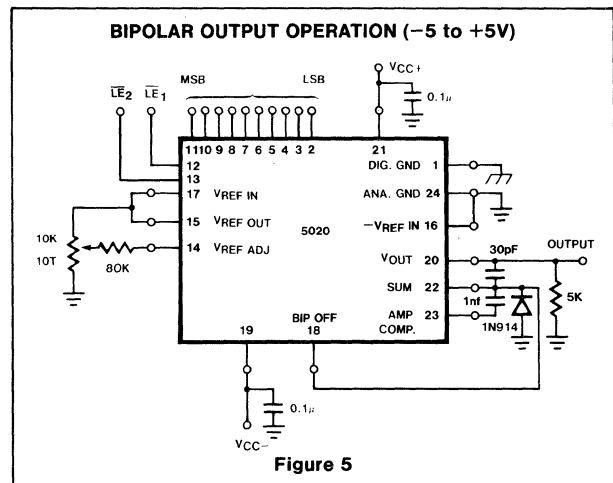 BIPOLAR OUTPUT OPERATION (−5 to +5V)
VCC+
MSB
LSB
LE2
LE1
0.1µ
11 10 9 8 7 6 5 4 3 2
21
12
DIG. GND 1
13
ANA. GND 24
17 VREF IN
−VREF IN 16
15 VREF OUT
5020
30pF
OUTPUT
10K
10T
80K
14 VREF ADJ
VOUT 20
SUM 22
5K
1nf
BIP OFF
AMP 23
COMP.
1N914
19
18
0.1µ
VCC−
Figure 5